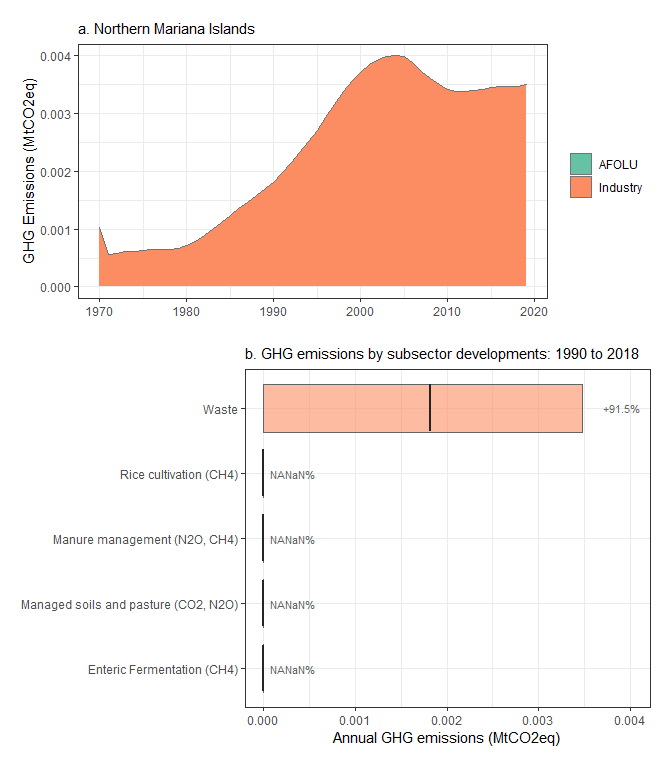 a. Northern Mariana Islands
GHG Emissions (MtCO2eq)
0.004
0.003
0.002
0.001
0.000
1970 1980 1990 2000 2010 2020
AFOLU
Industry
b. GHG emissions by subsector developments: 1990 to 2018
Waste +91.5%
Rice cultivation (CH4) NANaN%
Manure management (N2O, CH4) NANaN%
Managed soils and pasture (CO2, N2O) NANaN%
Enteric Fermentation (CH4) NANaN%
0.000 0.001 0.002 0.003 0.004
Annual GHG emissions (MtCO2eq)